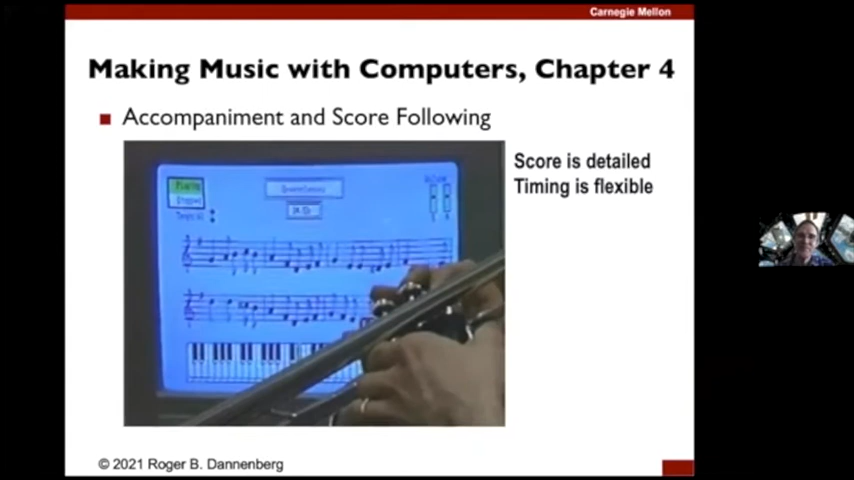 Carnegie Mellon
Making Music with Computers, Chapter 4
Accompaniment and Score Following
Score is detailed
Timing is flexible
© 2021 Roger B. Dannenberg